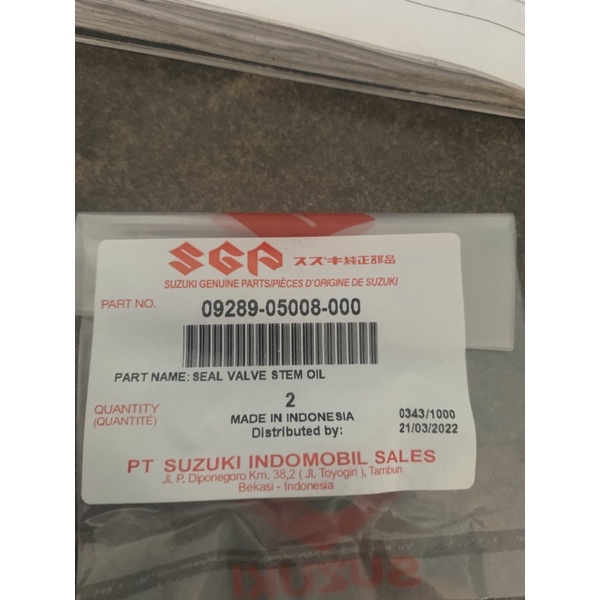 SGP スズキ純正部品
SUZUKI GENUINE PARTS/PIÈCES D'ORIGINE DE SUZUKI
PART NO. 09289-05008-000
PART NAME: SEAL VALVE STEM OIL
QUANTITY 2
(QUANTITÉ)
MADE IN INDONESIA 0343/1000
Distributed by: 21/03/2022
PT SUZUKI INDOMOBIL SALES
Jl. P. Diponegoro Km. 38,2 ( Jl. Toyogiri ), Tambun
Bekasi - Indonesia
SUZUKI